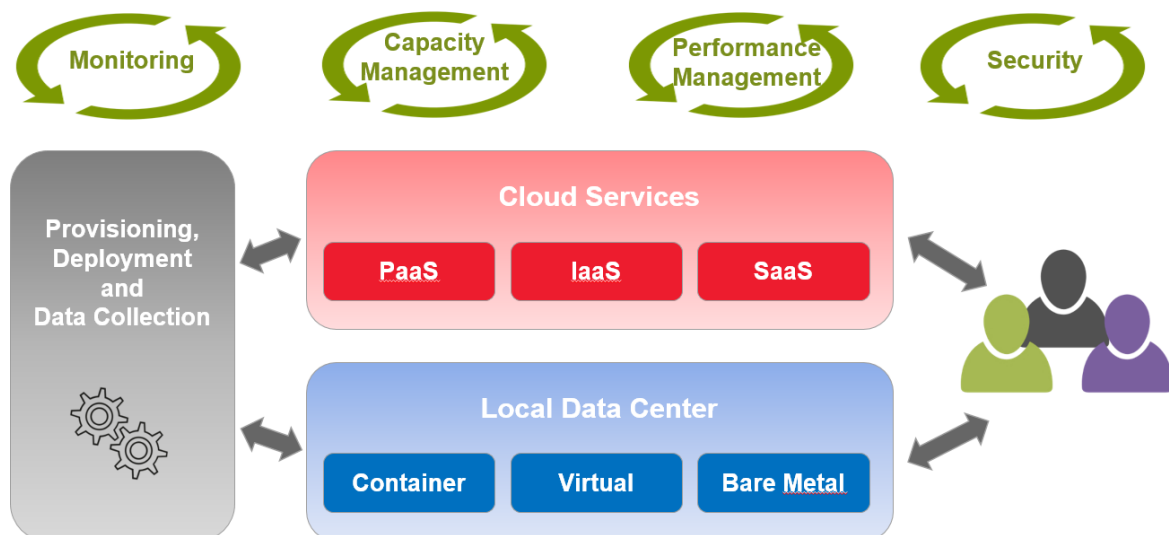 Monitoring
Capacity
Management
Performance
Management
Security
Provisioning,
Deployment
and
Data Collection
Cloud Services
PaaS
IaaS
SaaS
Local Data Center
Container
Virtual
Bare Metal